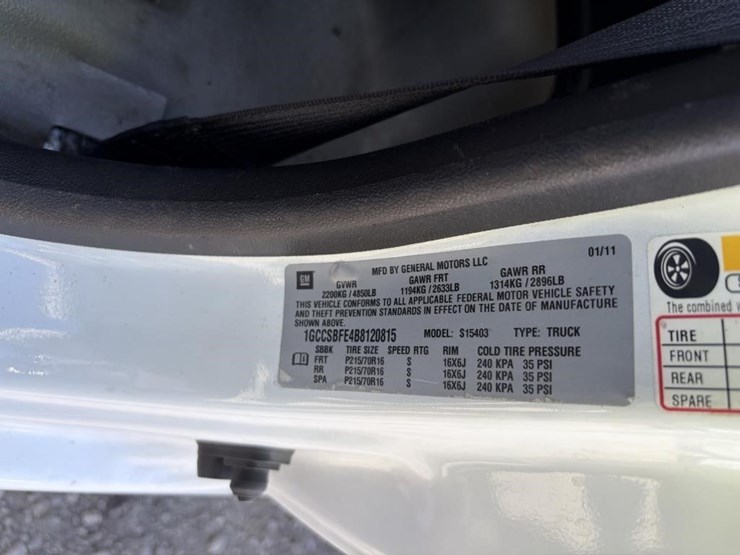 GM
MFD BY GENERAL MOTORS LLC 01/11
GVWR GAWR FRT GAWR RR
2200KG / 4850LB 1194KG / 2633LB 1314KG / 2896LB
THIS VEHICLE CONFORMS TO ALL APPLICABLE FEDERAL MOTOR VEHICLE SAFETY
AND THEFT PREVENTION STANDARDS IN EFFECT ON THE DATE OF MANUFACTURE
SHOWN ABOVE.
1GCCSBFE4B8120815 MODEL: S15403 TYPE: TRUCK
SBBK TIRE SIZE SPEED RTG RIM COLD TIRE PRESSURE
FRT P215/70R16 S 16X6J 240 KPA 35 PSI
RR P215/70R16 S 16X6J 240 KPA 35 PSI
SPA P215/70R16 S 16X6J 240 KPA 35 PSI
The combined
TIRE
FRONT
REAR
SPARE